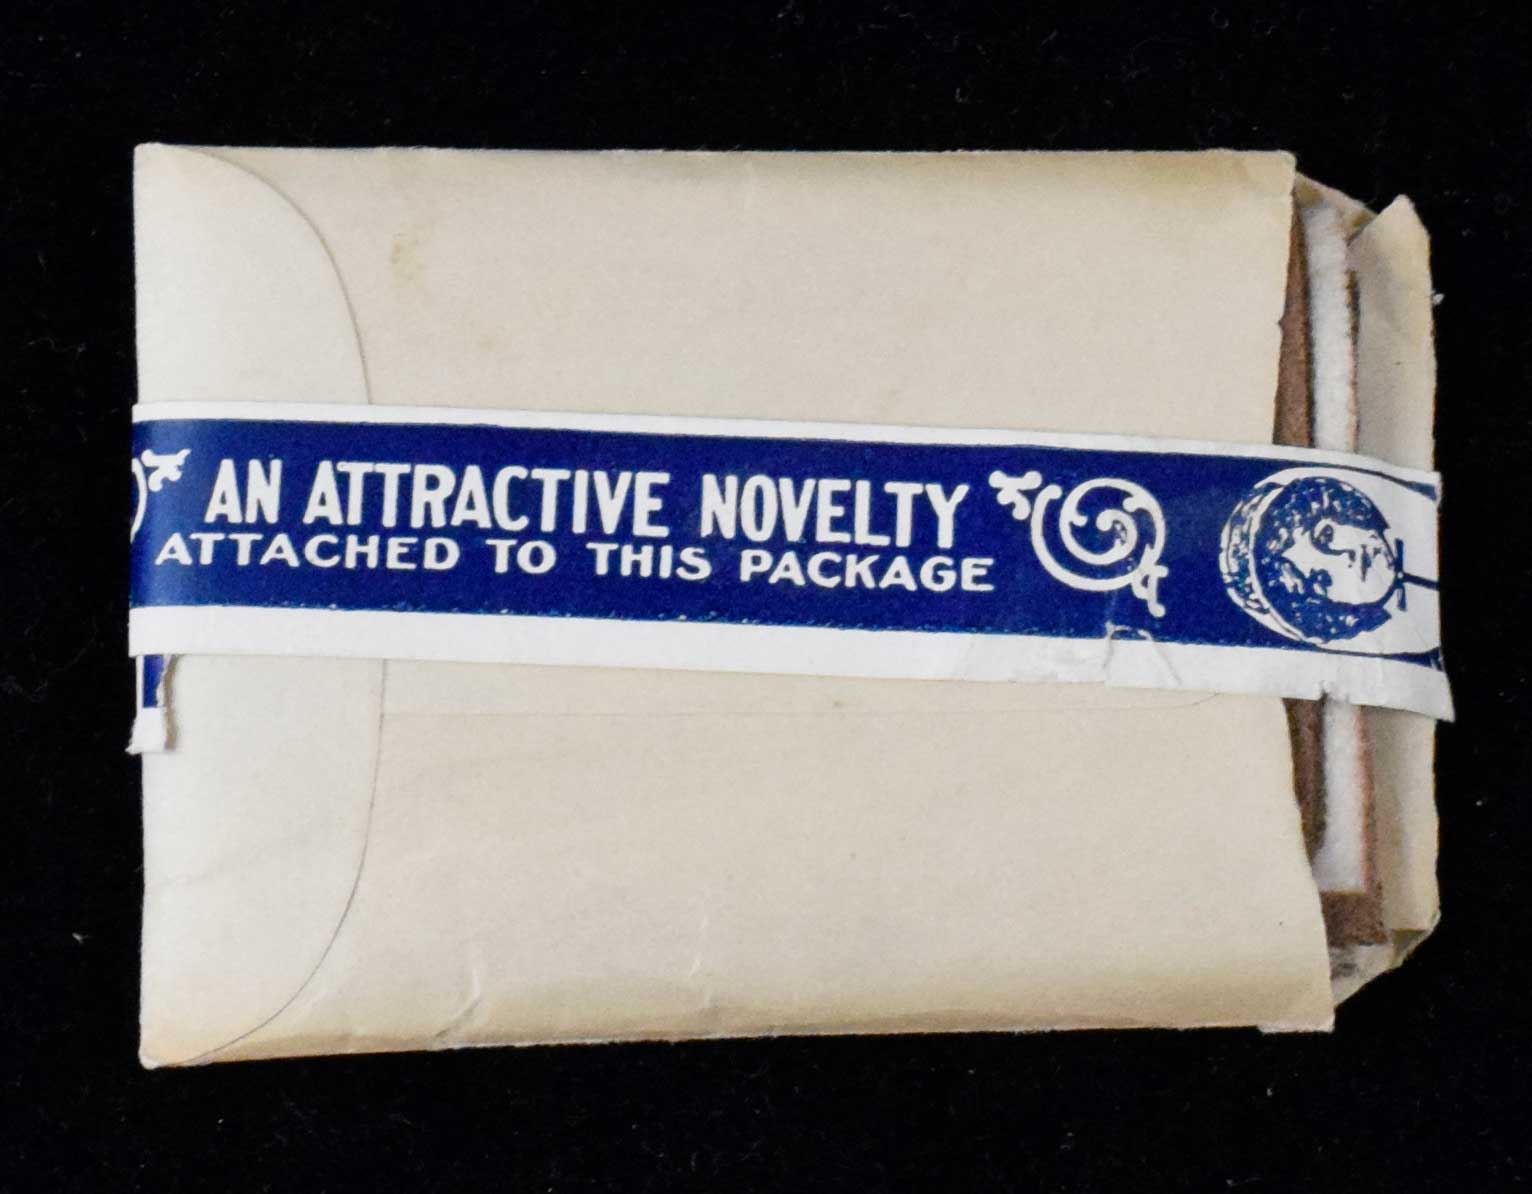 AN ATTRACTIVE NOVELTY
ATTACHED TO THIS PACKAGE